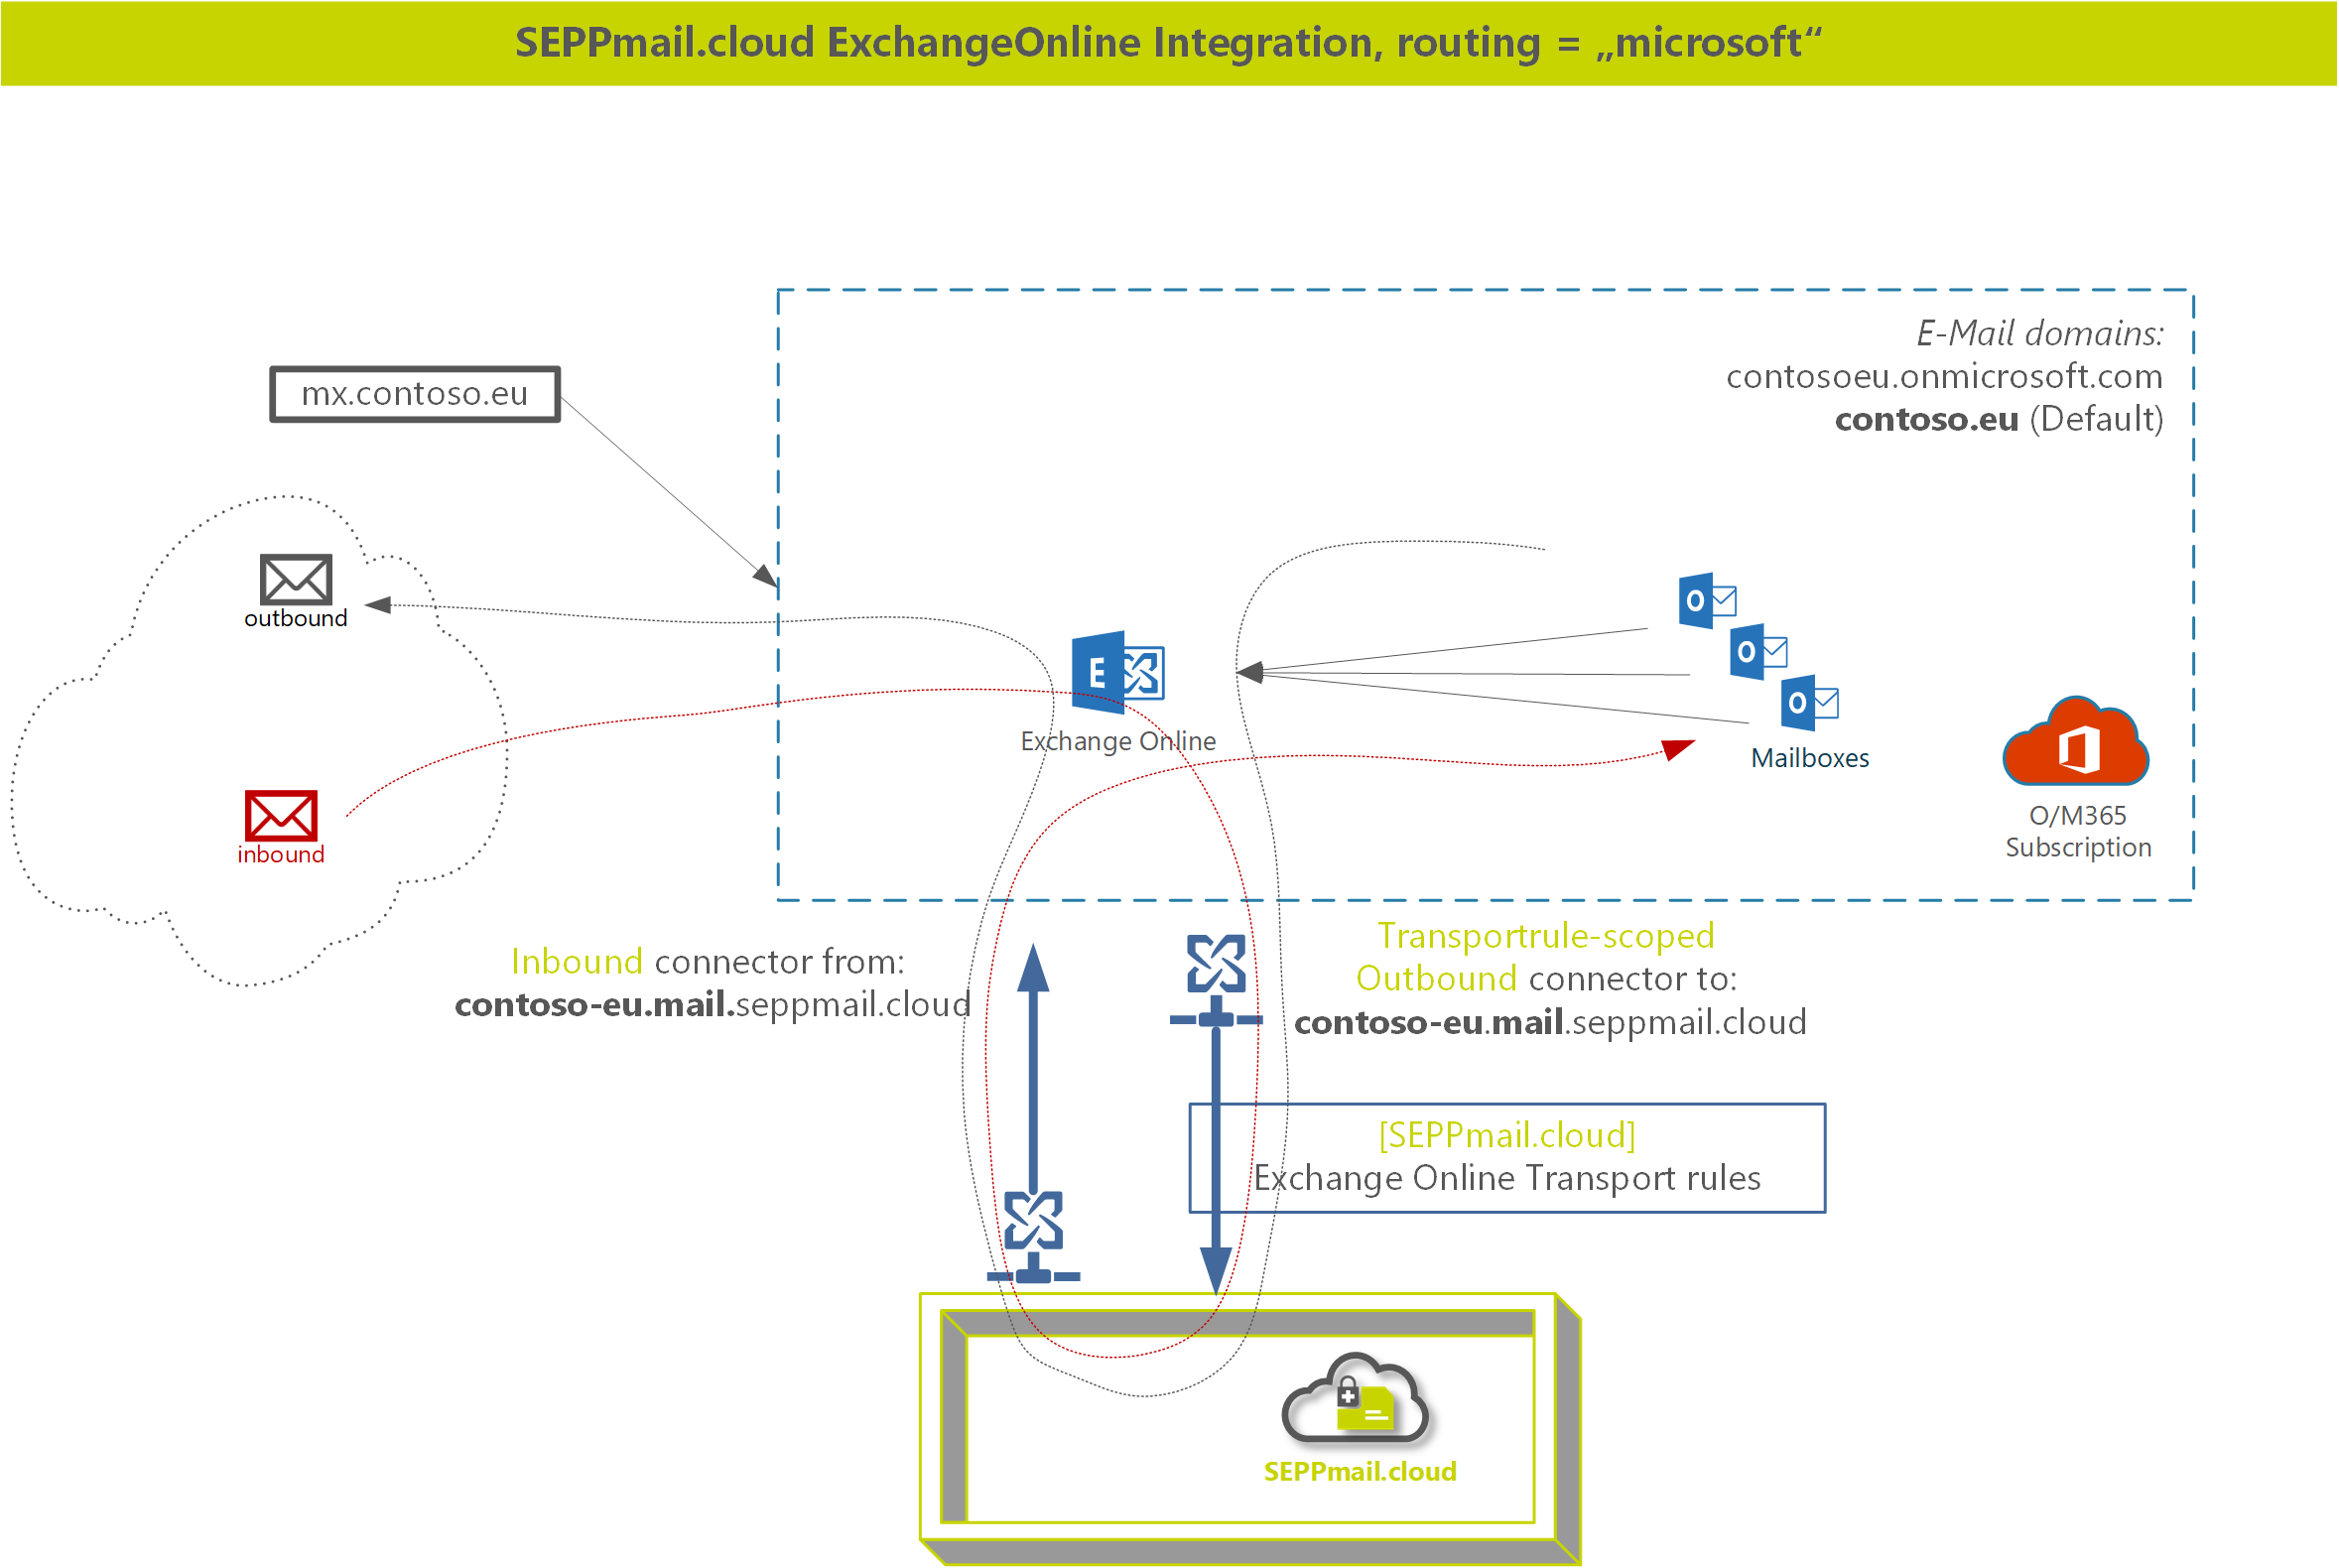 SEPPmail.cloud ExchangeOnline Integration, routing = „microsoft“
E-Mail domains:
contosoeu.onmicrosoft.com
contoso.eu (Default)
mx.contoso.eu
outbound
inbound
E
Exchange Online
O
O
O
Mailboxes
O/M365
Subscription
Inbound connector from:
contoso-eu.mail.seppmail.cloud
Transportrule-scoped
Outbound connector to:
contoso-eu.mail.seppmail.cloud
[SEPPmail.cloud]
Exchange Online Transport rules
SEPPmail.cloud